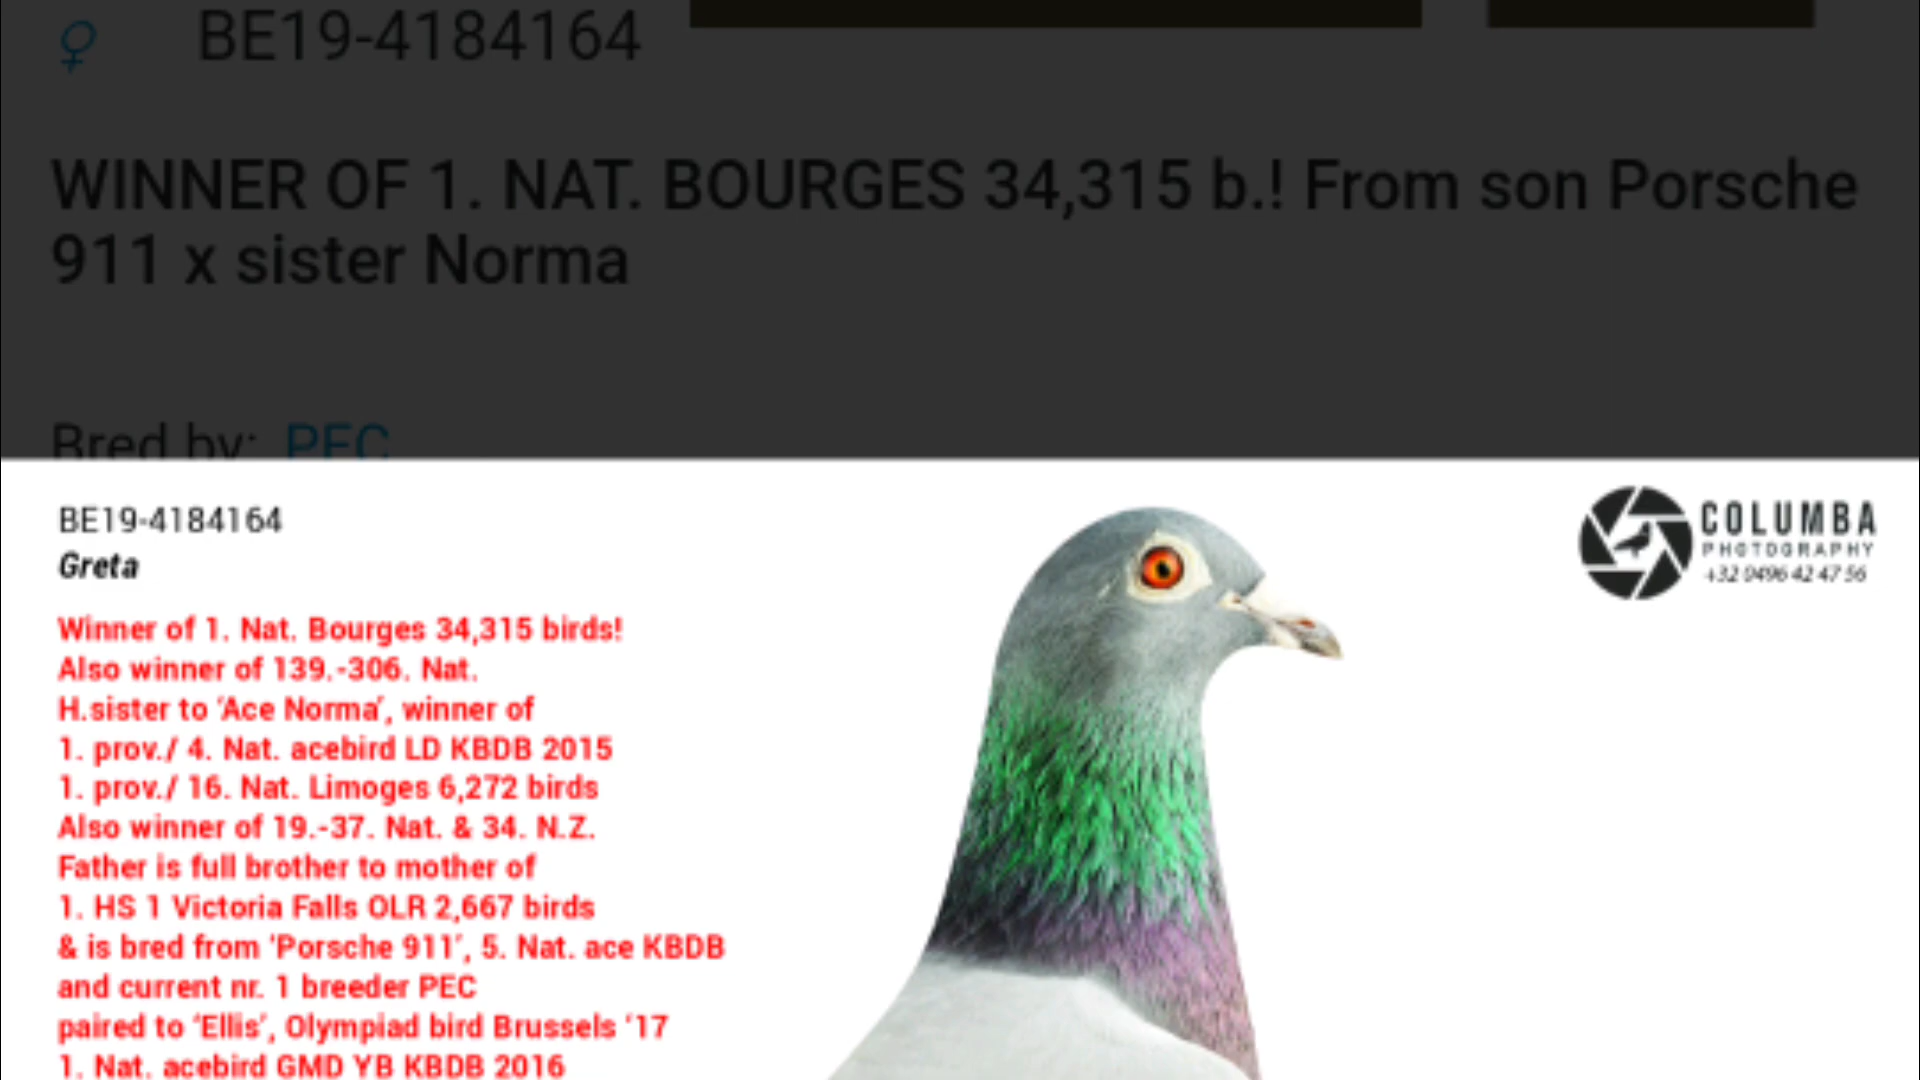 ♀ BE19-4184164
WINNER OF 1. NAT. BOURGES 34,315 b.! From son Porsche
911 x sister Norma
Bred by: PEC
BE19-4184164
Greta
Winner of 1. Nat. Bourges 34,315 birds!
Also winner of 139.-306. Nat.
H.sister to ‘Ace Norma’, winner of
1. prov./ 4. Nat. acebird LD KBDB 2015
1. prov./ 16. Nat. Limoges 6,272 birds
Also winner of 19.-37. Nat. & 34. N.Z.
Father is full brother to mother of
1. HS 1 Victoria Falls OLR 2,667 birds
& is bred from ‘Porsche 911’, 5. Nat. ace KBDB
and current nr. 1 breeder PEC
paired to ‘Ellis’, Olympiad bird Brussels ‘17
1. Nat. acebird GMD YB KBDB 2016
COLUMBA
PHOTOGRAPHY
+32 0496 42 47 56